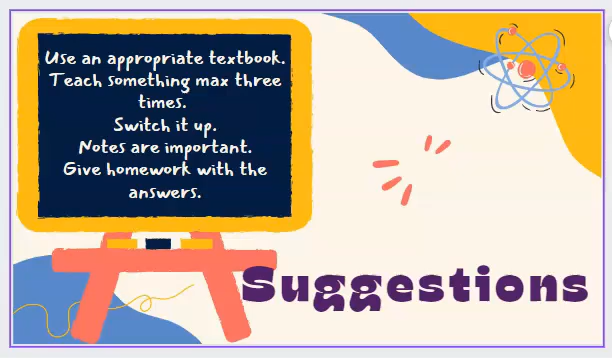 Use an appropriate textbook.
Teach something max three
times.
Switch it up.
Notes are important.
Give homework with the
answers.
Suggestions